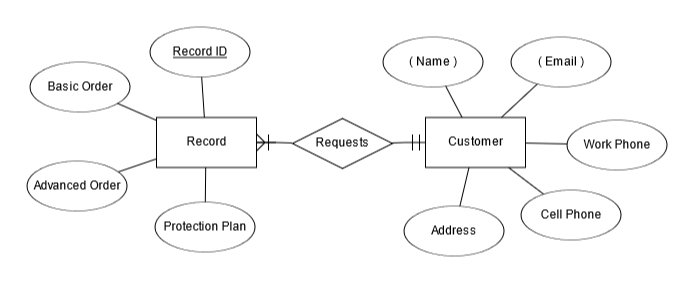 Record ID
( Name )
( Email )
Basic Order
Record
Requests
Customer
Work Phone
Advanced Order
Protection Plan
Address
Cell Phone